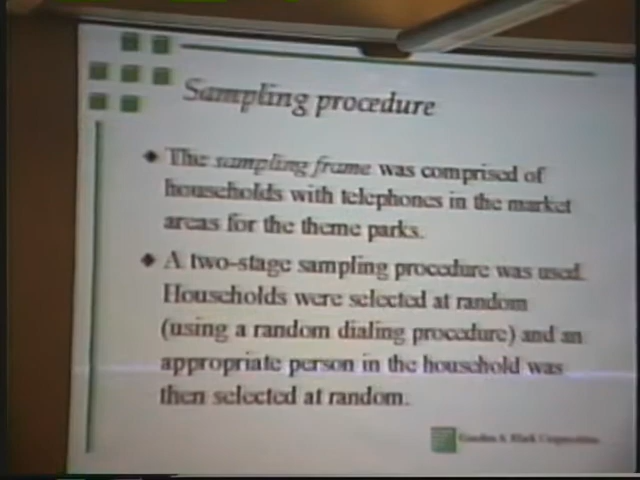 Sampling procedure
The sampling frame was comprised of
households with telephones in the market
areas for the theme parks.
A two-stage sampling procedure was used.
Households were selected at random
(using a random dialing procedure) and an
appropriate person in the household was
then selected at random.